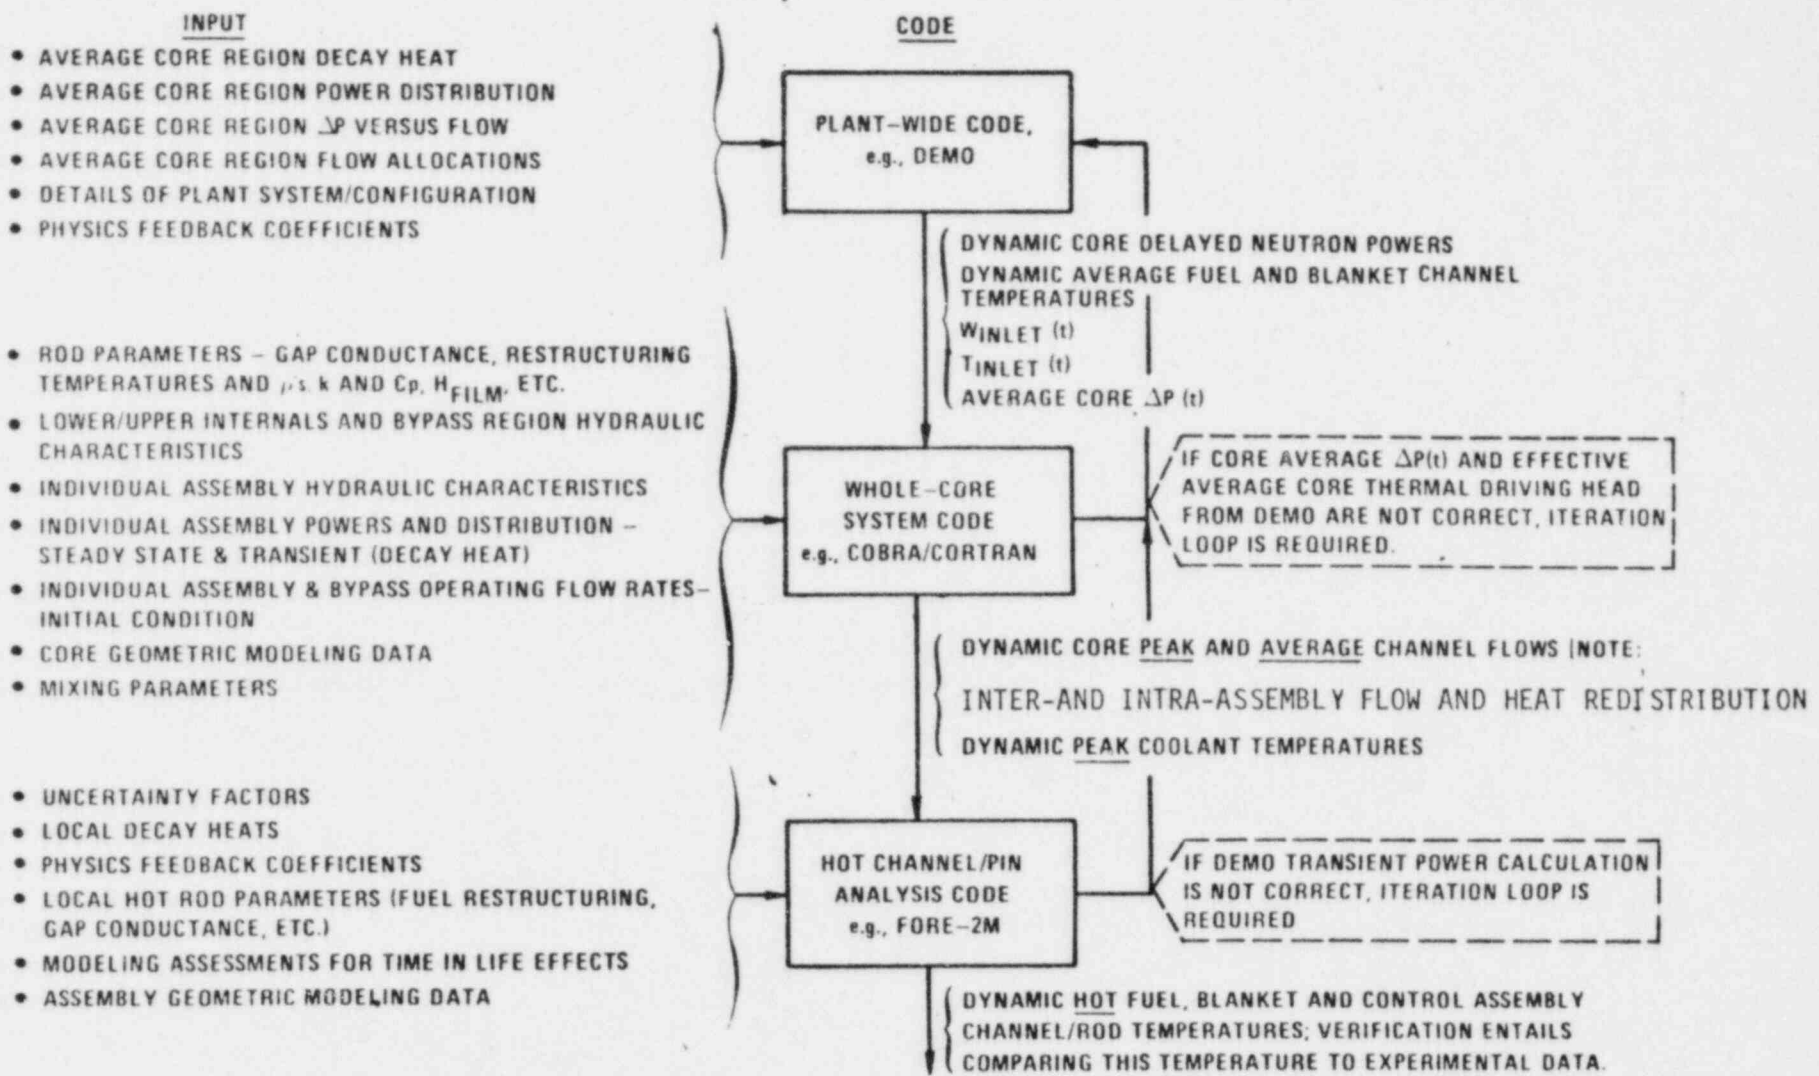 INPUT
• AVERAGE CORE REGION DECAY HEAT
• AVERAGE CORE REGION POWER DISTRIBUTION
• AVERAGE CORE REGION ΔP VERSUS FLOW
• AVERAGE CORE REGION FLOW ALLOCATIONS
• DETAILS OF PLANT SYSTEM/CONFIGURATION
• PHYSICS FEEDBACK COEFFICIENTS
CODE
PLANT-WIDE CODE,
e.g., DEMO
DYNAMIC CORE DELAYED NEUTRON POWERS
DYNAMIC AVERAGE FUEL AND BLANKET CHANNEL
TEMPERATURES
WINLET (t)
TINLET (t)
AVERAGE CORE ΔP (t)
• ROD PARAMETERS – GAP CONDUCTANCE, RESTRUCTURING
TEMPERATURES AND s k AND Cp, HFILM, ETC.
• LOWER/UPPER INTERNALS AND BYPASS REGION HYDRAULIC
CHARACTERISTICS
• INDIVIDUAL ASSEMBLY HYDRAULIC CHARACTERISTICS
• INDIVIDUAL ASSEMBLY POWERS AND DISTRIBUTION –
STEADY STATE & TRANSIENT (DECAY HEAT)
• INDIVIDUAL ASSEMBLY & BYPASS OPERATING FLOW RATES–
INITIAL CONDITION
• CORE GEOMETRIC MODELING DATA
• MIXING PARAMETERS
WHOLE-CORE
SYSTEM CODE
e.g., COBRA/CORTRAN
IF CORE AVERAGE ΔP(t) AND EFFECTIVE
AVERAGE CORE THERMAL DRIVING HEAD
FROM DEMO ARE NOT CORRECT, ITERATION
LOOP IS REQUIRED.
DYNAMIC CORE PEAK AND AVERAGE CHANNEL FLOWS [NOTE:
INTER-AND INTRA-ASSEMBLY FLOW AND HEAT REDISTRIBUTION
DYNAMIC PEAK COOLANT TEMPERATURES
• UNCERTAINTY FACTORS
• LOCAL DECAY HEATS
• PHYSICS FEEDBACK COEFFICIENTS
• LOCAL HOT ROD PARAMETERS (FUEL RESTRUCTURING,
GAP CONDUCTANCE, ETC.)
• MODELING ASSESSMENTS FOR TIME IN LIFE EFFECTS
• ASSEMBLY GEOMETRIC MODELING DATA
HOT CHANNEL/PIN
ANALYSIS CODE
e.g., FORE-2M
IF DEMO TRANSIENT POWER CALCULATION
IS NOT CORRECT, ITERATION LOOP IS
REQUIRED
DYNAMIC HOT FUEL, BLANKET AND CONTROL ASSEMBLY
CHANNEL/ROD TEMPERATURES; VERIFICATION ENTAILS
COMPARING THIS TEMPERATURE TO EXPERIMENTAL DATA.